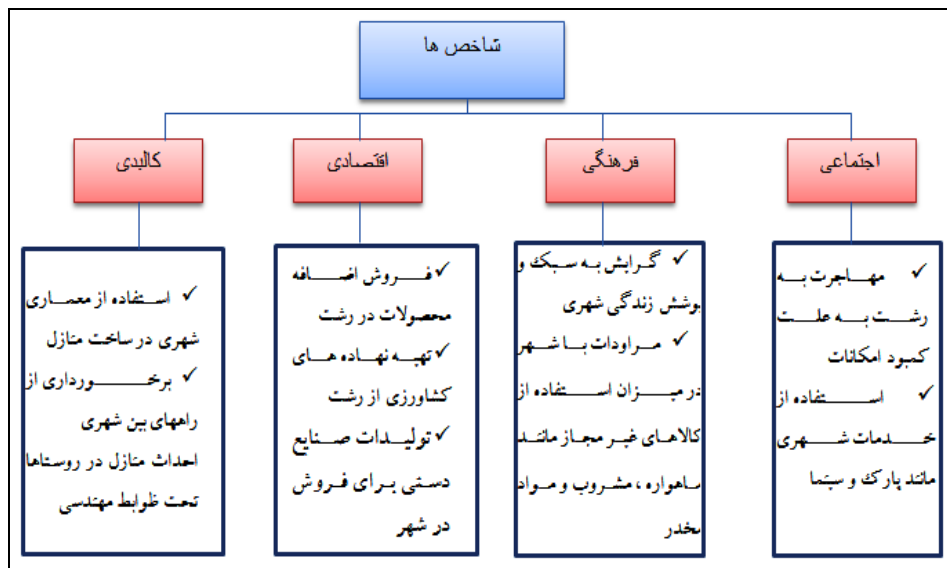 شاخص ها
اجتماعی
فرهنگی
اقتصادی
کالبدی
✓ مهاجرت به
رشت به علت
کمبود امکانات
✓ استفاده از
خدمات شهری
مانند پارک و سینما
✓ گرایش به سبک و
پوشش زندگی شهری
✓ مراودات با شهر
در میزان استفاده از
کالاهای غیر مجاز مانند
ماهواره ، مشروب و مواد
مخدر
✓ فروش اضافه
محصولات در رشت
✓ تهیه نهاده های
کشاورزی از رشت
✓ تولیدات صنایع
دستی برای فروش
در شهر
✓ استفاده از معماری
شهری در ساخت منازل
✓ برخورداری از
راههای بین شهری
احداث منازل در روستاها
تحت ظوابط مهندسی